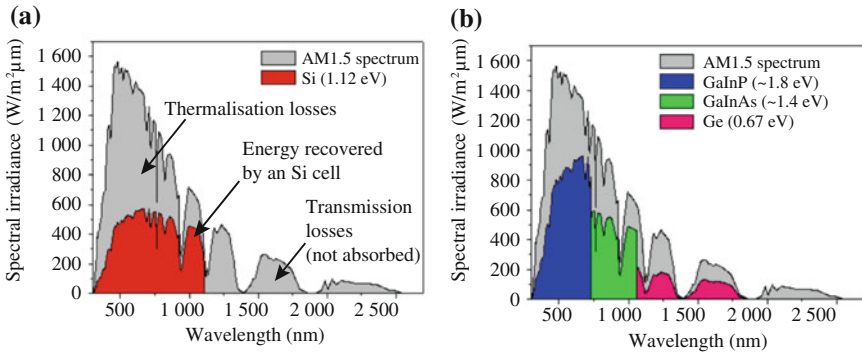 (a)
Spectral irradiance (W/m²µm)
1 600
1 400
1 200
1 000
800
600
400
200
0
AM1.5 spectrum
Si (1.12 eV)
Thermalisation losses
Energy recovered
by an Si cell
Transmission
losses
(not absorbed)
500
1 000
1 500
2 000
2 500
Wavelength (nm)
(b)
Spectral irradiance (W/m²µm)
1 600
1 400
1 200
1 000
800
600
400
200
0
AM1.5 spectrum
GaInP (~1.8 eV)
GaInAs (~1.4 eV)
Ge (0.67 eV)
500
1 000
1 500
2 000
2 500
Wavelength (nm)